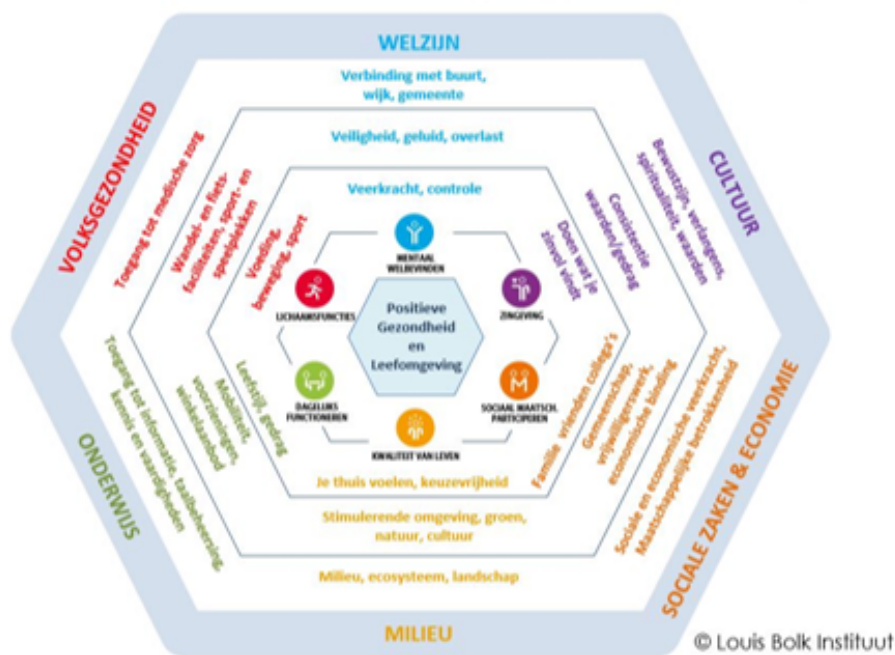 WELZIJN
Verbinding met buurt,
wijk, gemeente
Veiligheid, geluid, overlast
Veerkracht, controle
MENTAAL
WELBEVINDEN
CULTUUR
Bewustzijn, verlangens,
spiritualiteit, waarden
Consistentie
waarden/gedrag
Doen wat je
zinvol vindt
ZINGEVING
SOCIALE ZAKEN & ECONOMIE
Sociale en economische veerkracht,
Maatschappelijke betrokkenheid
Gemeenschap,
vrijwilligerswerk,
economische binding
Familie vrienden collega's
SOCIAAL MAATSCH.
PARTICIPEREN
KWALITEIT VAN LEVEN
Je thuis voelen, keuzevrijheid
Stimulerende omgeving, groen,
natuur, cultuur
Milieu, ecosysteem, landschap
MILIEU
ONDERWIJS
Toegang tot informatie, taalbeheersing,
kennis en vaardigheden
Mobiliteit,
voorzieningen,
winkelaanbod
Leefstijl, gedrag
DAGELIJKS
FUNCTIONEREN
VOLKSGEZONDHEID
Toegang tot medische zorg
Wandel- en fiets-
faciliteiten, sport- en
speelplekken
Voeding,
beweging, sport
LICHAAMSFUNCTIES
Positieve
Gezondheid
en
Leefomgeving
© Louis Bolk Instituut